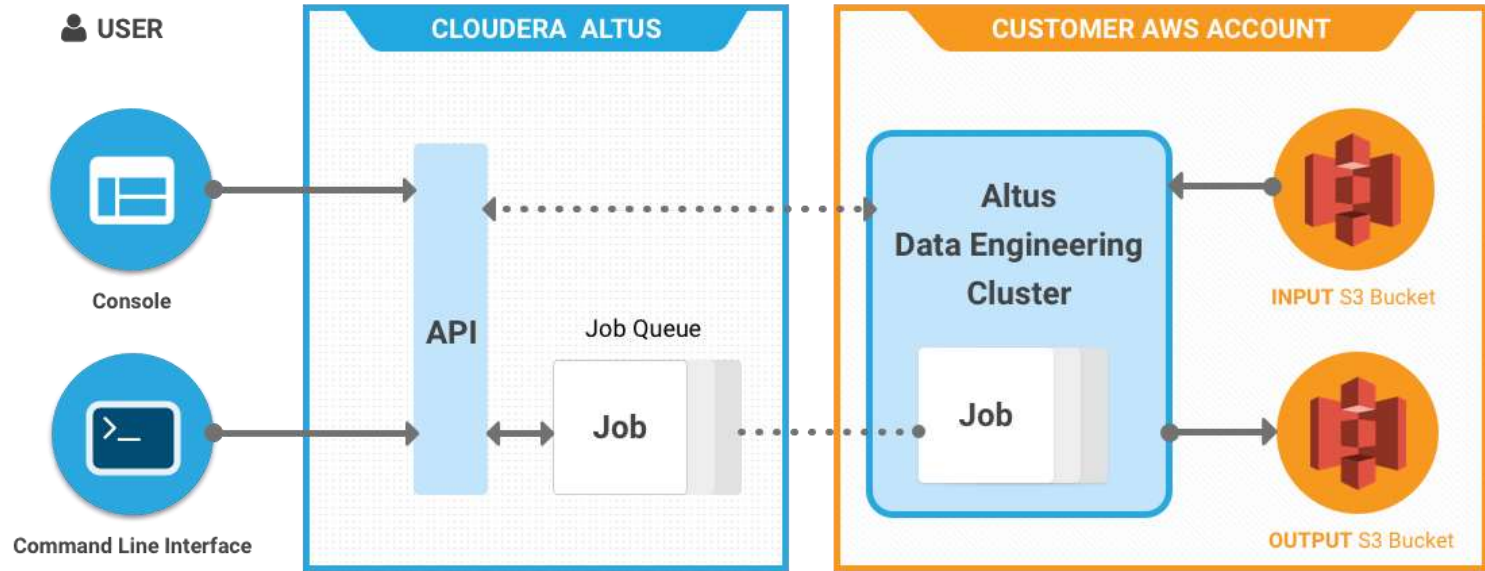 USER
CLOUDERA ALTUS
CUSTOMER AWS ACCOUNT
Console
Command Line Interface
>_
API
Job Queue
Job
Altus
Data Engineering
Cluster
Job
INPUT S3 Bucket
OUTPUT S3 Bucket